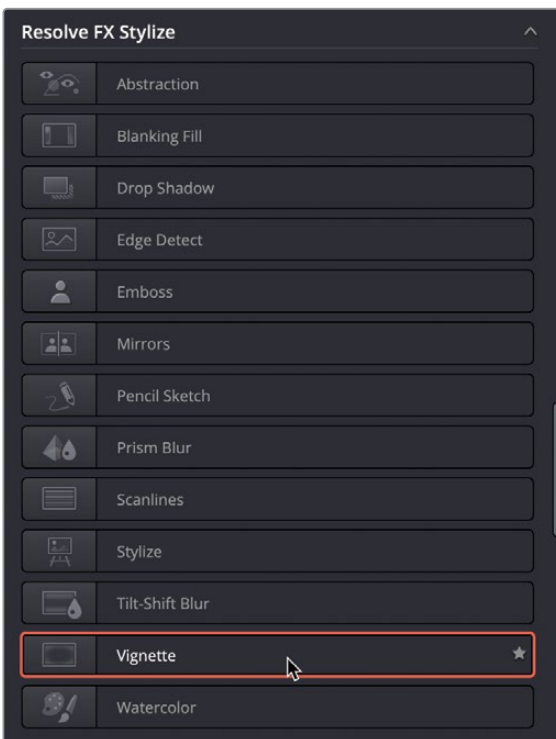 Resolve FX Stylize
Abstraction
Blanking Fill
Drop Shadow
Edge Detect
Emboss
Mirrors
Pencil Sketch
Prism Blur
Scanlines
Stylize
Tilt-Shift Blur
Vignette
Watercolor